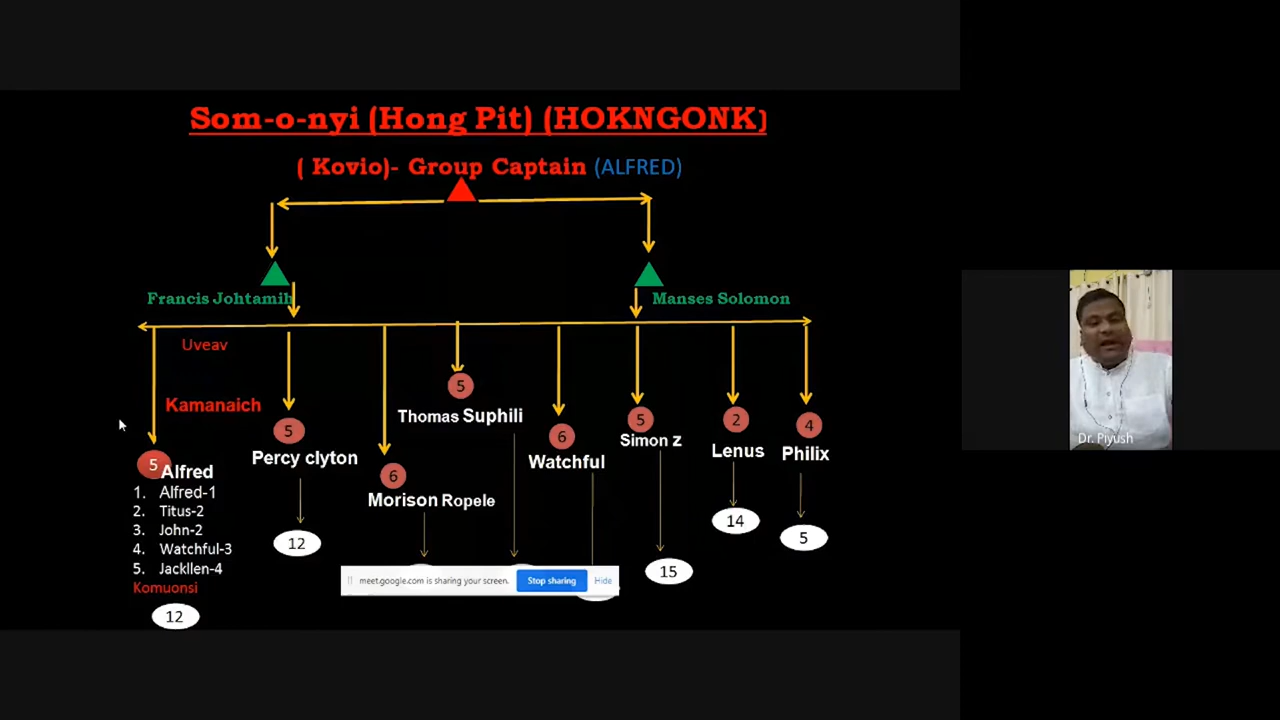 Som-o-nyi (Hong Pit) (HOKNGONK)
( Kovio)- Group Captain (ALFRED)
Francis Johtamih
Manses Solomon
Uveav
Kamanaich
5
Thomas Suphili
5
Percy clyton
6
Morison Ropele
6
Watchful
5
Simon z
2
Lenus
4
Philix
5 Alfred
1. Alfred-1
2. Titus-2
3. John-2
4. Watchful-3
5. Jackllen-4
Komuonsi
12
12
15
14
5
meet.google.com is sharing your screen. Stop sharing Hide
Dr. Piyush